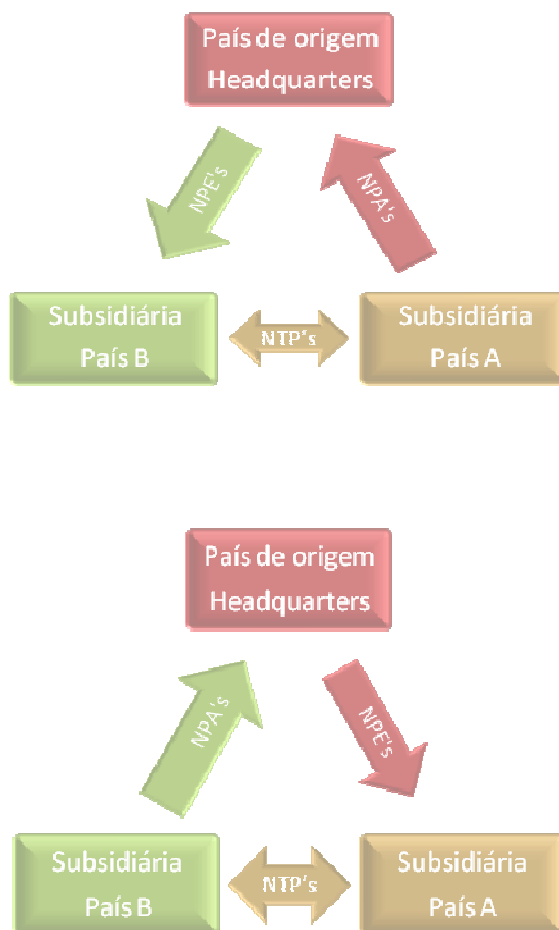 País de origem
Headquarters
NPE's
NPA's
Subsidiária
País B
NTP's
Subsidiária
País A
País de origem
Headquarters
NPA's
NPE's
Subsidiária
País B
NTP's
Subsidiária
País A